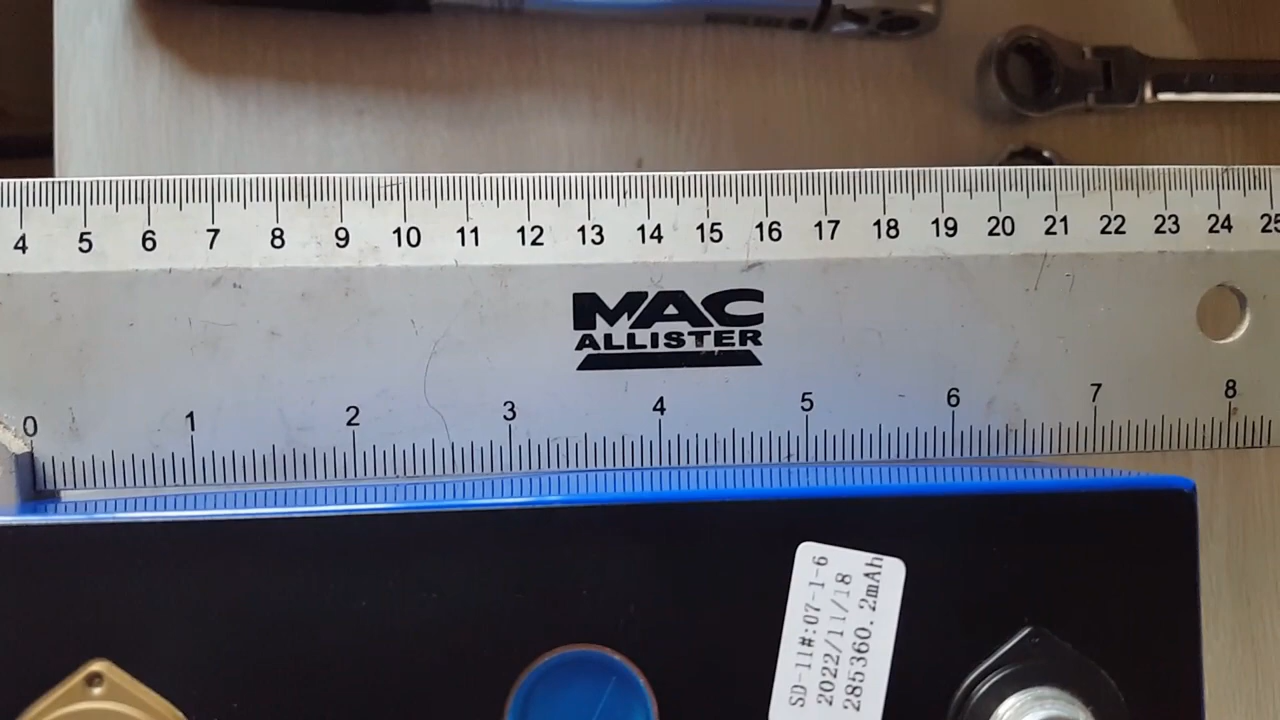 4 5 6 7 8 9 10 11 12 13 14 15 16 17 18 19 20 21 22 23 24 25
MAC
ALLISTER
0 1 2 3 4 5 6 7 8
SD-11#:07-1-6
2022/11/18
285360.2mAh